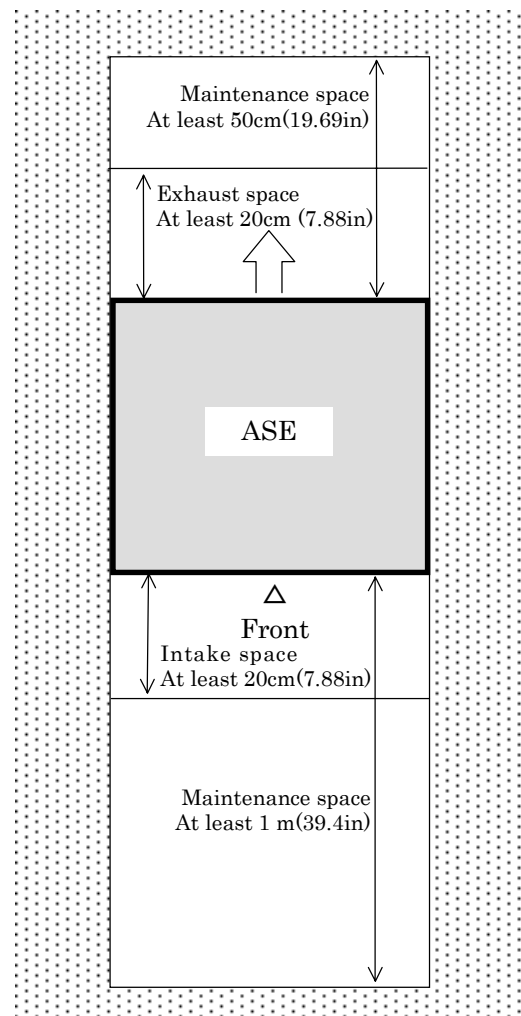 Maintenance space
At least 50cm(19.69in)
Exhaust space
At least 20cm (7.88in)
ASE
Front
Intake space
At least 20cm(7.88in)
Maintenance space
At least 1 m(39.4in)